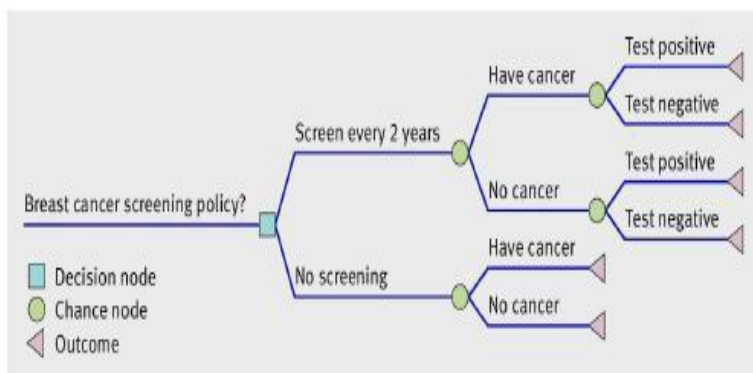 Test positive
Have cancer
Test negative
Screen every 2 years
Test positive
No cancer
Test negative
Breast cancer screening policy?
Have cancer
No screening
No cancer
Decision node
Chance node
Outcome